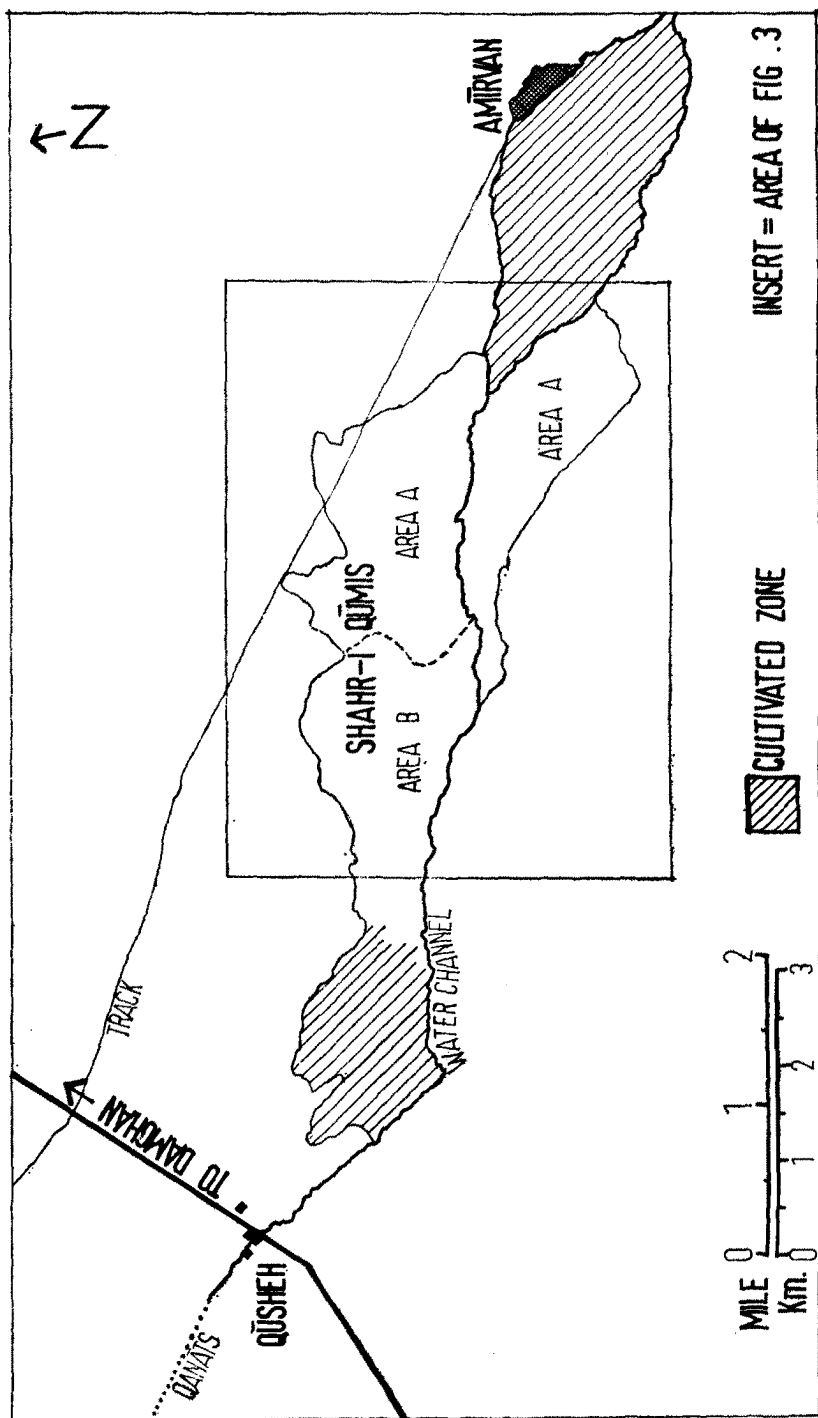 N
AMĪRVAN
AREA A
AREA A
SHAHR-I QŪMIS
AREA B
TRACK
TO DAMGHAN
WATER CHANNEL
QŪSHEH
QANATS
MILE 0 1 2
Km. 0 1 2 3
CULTIVATED ZONE
INSERT = AREA OF FIG .3